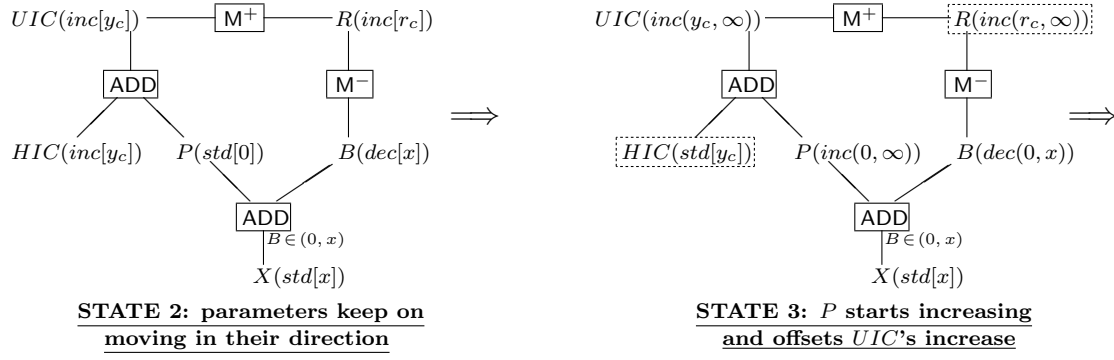 UIC(inc[y_c]) M⁺ R(inc[r_c])
ADD M⁻
HIC(inc[y_c]) P(std[0]) B(dec[x])
ADD
B∈(0, x)
X(std[x])
STATE 2: parameters keep on
moving in their direction
⟹
UIC(inc(y_c, ∞)) M⁺ R(inc(r_c, ∞))
ADD M⁻
HIC(std[y_c]) P(inc(0, ∞)) B(dec(0, x))
ADD
B∈(0, x)
X(std[x])
STATE 3: P starts increasing
and offsets UIC's increase
⟹